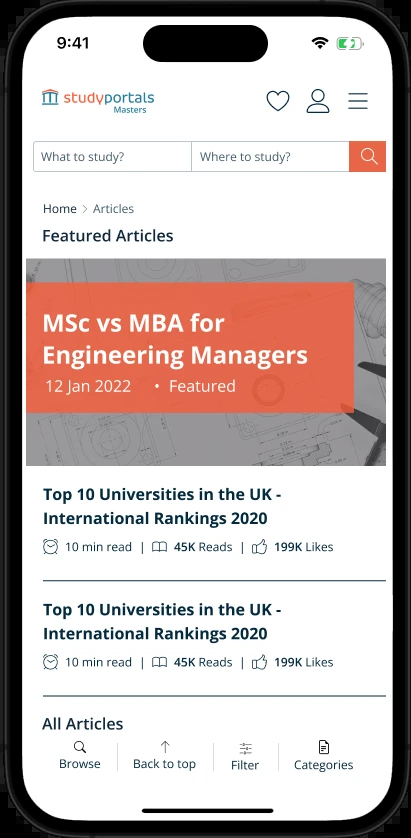 9:41
studyportals
Masters
What to study? Where to study?
Home > Articles
Featured Articles
MSc vs MBA for
Engineering Managers
12 Jan 2022 • Featured
Top 10 Universities in the UK -
International Rankings 2020
10 min read | 45K Reads | 199K Likes
Top 10 Universities in the UK -
International Rankings 2020
10 min read | 45K Reads | 199K Likes
All Articles
Browse Back to top Filter Categories